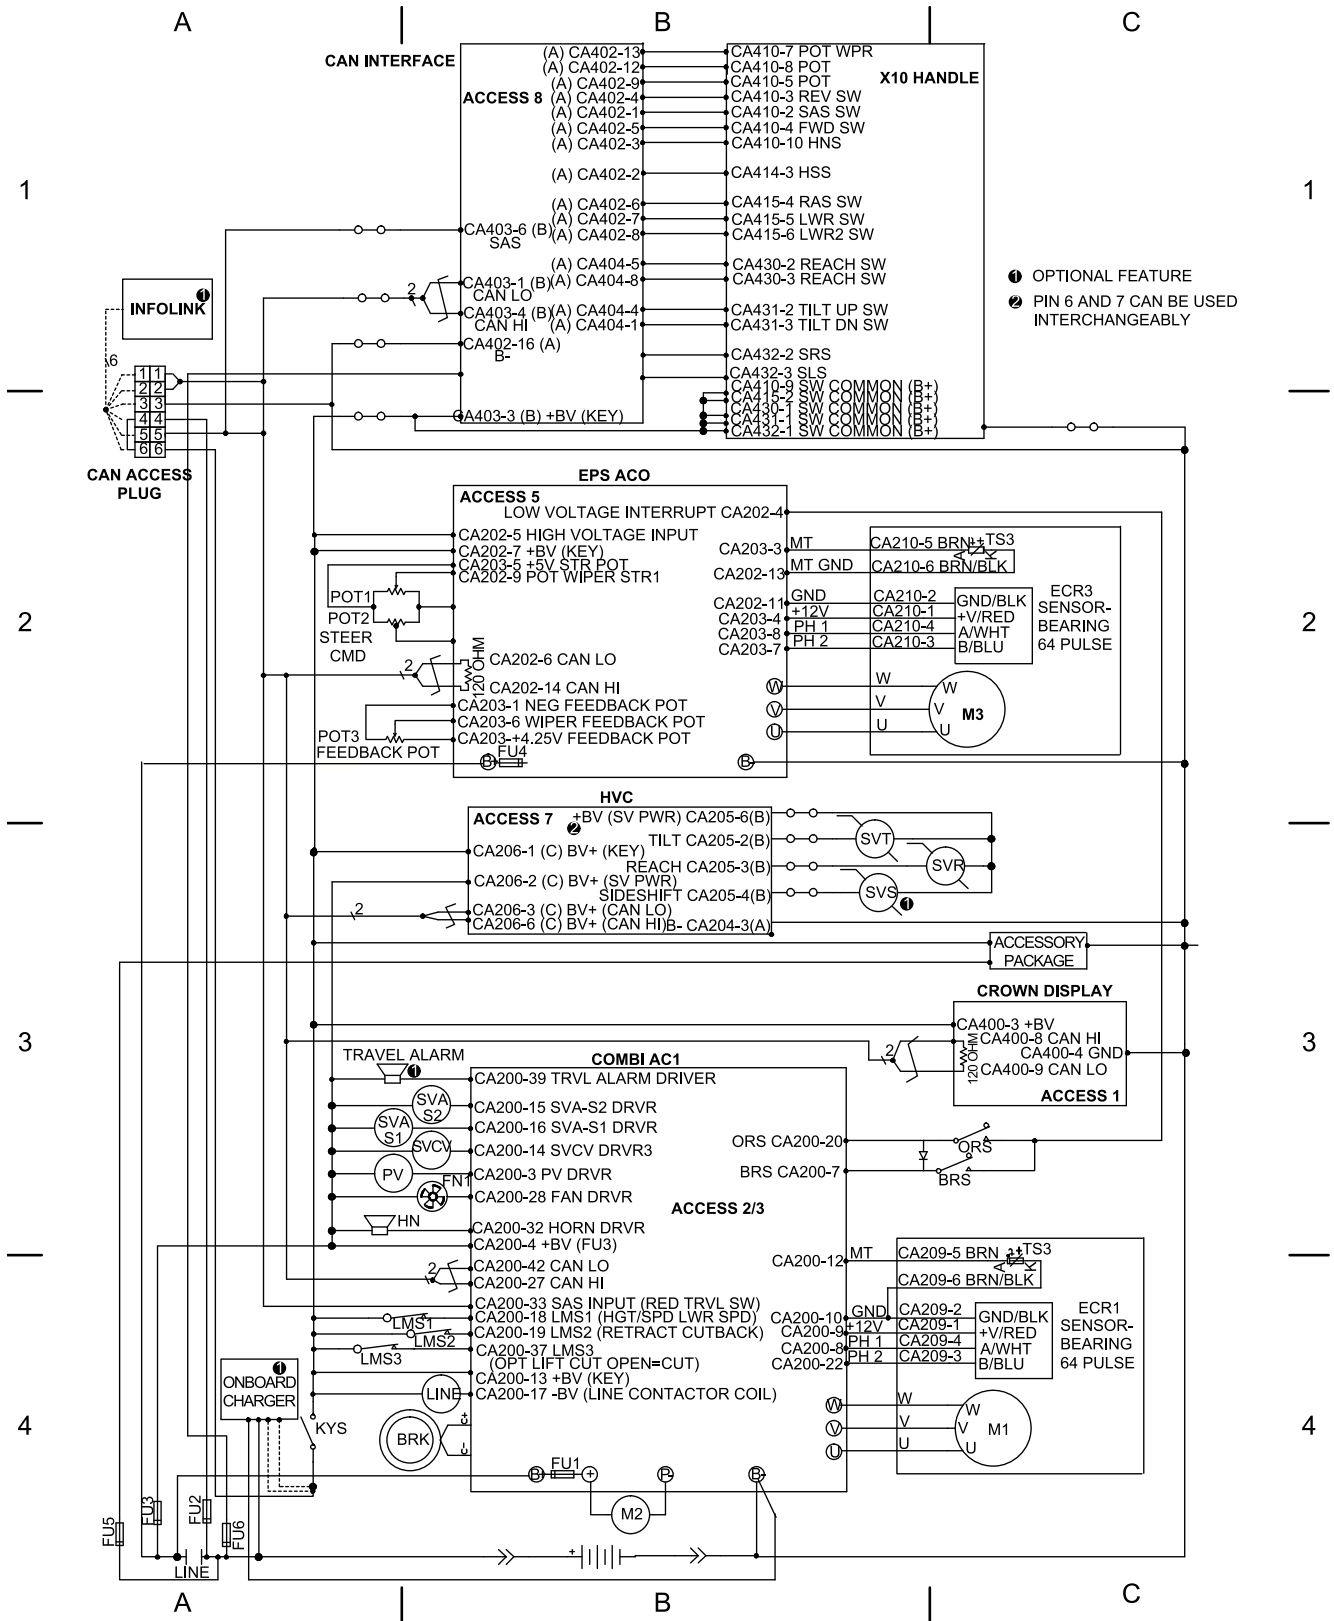 A
B
C
CAN INTERFACE
ACCESS 8
(A) CA402-13
(A) CA402-12
(A) CA402-9
(A) CA402-4
(A) CA402-1
(A) CA402-5
(A) CA402-3
(A) CA402-2
(A) CA402-6
(A) CA402-7
(A) CA402-8
(A) CA404-5
(A) CA404-8
(A) CA404-4
(A) CA404-1
CA403-6 (B)
SAS
CA403-1 (B)
CAN LO
CA403-4 (B)
CAN HI
CA402-16 (A)
B-
CA403-3 (B) +BV (KEY)
2
X10 HANDLE
CA410-7 POT WPR
CA410-8 POT
CA410-5 POT
CA410-3 REV SW
CA410-2 SAS SW
CA410-4 FWD SW
CA410-10 HNS
CA414-3 HSS
CA415-4 RAS SW
CA415-5 LWR SW
CA415-6 LWR2 SW
CA430-2 REACH SW
CA430-3 REACH SW
CA431-2 TILT UP SW
CA431-3 TILT DN SW
CA432-2 SRS
CA432-3 SLS
CA410-9 SW COMMON (B+)
CA415-2 SW COMMON (B+)
CA430-1 SW COMMON (B+)
CA431-1 SW COMMON (B+)
CA432-1 SW COMMON (B+)
1
1
❶ OPTIONAL FEATURE
❷ PIN 6 AND 7 CAN BE USED
INTERCHANGEABLY
INFOLINK ❶
6
1 1
2 2
3 3
4 4
5 5
6 6
CAN ACCESS
PLUG
EPS ACO
ACCESS 5
LOW VOLTAGE INTERRUPT CA202-4
CA202-5 HIGH VOLTAGE INPUT
CA202-7 +BV (KEY)
CA203-5 +5V STR POT
CA202-9 POT WIPER STR1
POT1
POT2
STEER
CMD
2
120 OHM
CA202-6 CAN LO
CA202-14 CAN HI
CA203-1 NEG FEEDBACK POT
CA203-6 WIPER FEEDBACK POT
CA203-+4.25V FEEDBACK POT
POT3
FEEDBACK POT
B+
FU4
B-
CA203-3
CA202-13
CA202-11
CA203-4
CA203-8
CA203-7
MT
MT GND
GND
+12V
PH 1
PH 2
CA210-5 BRN
CA210-6 BRN/BLK
CA210-2
CA210-1
CA210-4
CA210-3
A
K
TS3
GND/BLK
+V/RED
A/WHT
B/BLU
ECR3
SENSOR-
BEARING
64 PULSE
W
V
U
W
V
U
W
V
U
M3
2
2
HVC
ACCESS 7
+BV (SV PWR) CA205-6(B)
❷
TILT CA205-2(B)
CA206-1 (C) BV+ (KEY)
REACH CA205-3(B)
CA206-2 (C) BV+ (SV PWR)
SIDESHIFT CA205-4(B)
CA206-3 (C) BV+ (CAN LO)
CA206-6 (C) BV+ (CAN HI)
B- CA204-3(A)
2
SVT
SVR
SVS ❶
ACCESSORY
PACKAGE
CROWN DISPLAY
CA400-3 +BV
CA400-8 CAN HI
CA400-4 GND
CA400-9 CAN LO
120 OHM
ACCESS 1
2
3
3
TRAVEL ALARM
❶
COMBI AC1
CA200-39 TRVL ALARM DRIVER
CA200-15 SVA-S2 DRVR
CA200-16 SVA-S1 DRVR
CA200-14 SVCV DRVR3
CA200-3 PV DRVR
CA200-28 FAN DRVR
CA200-32 HORN DRVR
CA200-4 +BV (FU3)
CA200-42 CAN LO
CA200-27 CAN HI
CA200-33 SAS INPUT (RED TRVL SW)
CA200-18 LMS1 (HGT/SPD LWR SPD)
CA200-19 LMS2 (RETRACT CUTBACK)
CA200-37 LMS3
(OPT LIFT CUT OPEN=CUT)
CA200-13 +BV (KEY)
CA200-17 -BV (LINE CONTACTOR COIL)
SVA
S2
SVA
S1
SVCV
PV
FN1
HN
2
LMS1
LMS2
LMS3
LINE
BRK
C+
C-
ACCESS 2/3
ORS CA200-20
BRS CA200-7
ORS
BRS
CA200-12
CA200-10
CA200-9
CA200-8
CA200-22
MT
GND
+12V
PH 1
PH 2
CA209-5 BRN
CA209-6 BRN/BLK
CA209-2
CA209-1
CA209-4
CA209-3
A
K
TS3
GND/BLK
+V/RED
A/WHT
B/BLU
ECR1
SENSOR-
BEARING
64 PULSE
W
V
U
W
V
U
W
V
U
M1
4
4
❶
ONBOARD
CHARGER
KYS
B+
FU1
+
P-
B-
M2
FU5
FU3
FU2
FU6
LINE
+
A
B
C